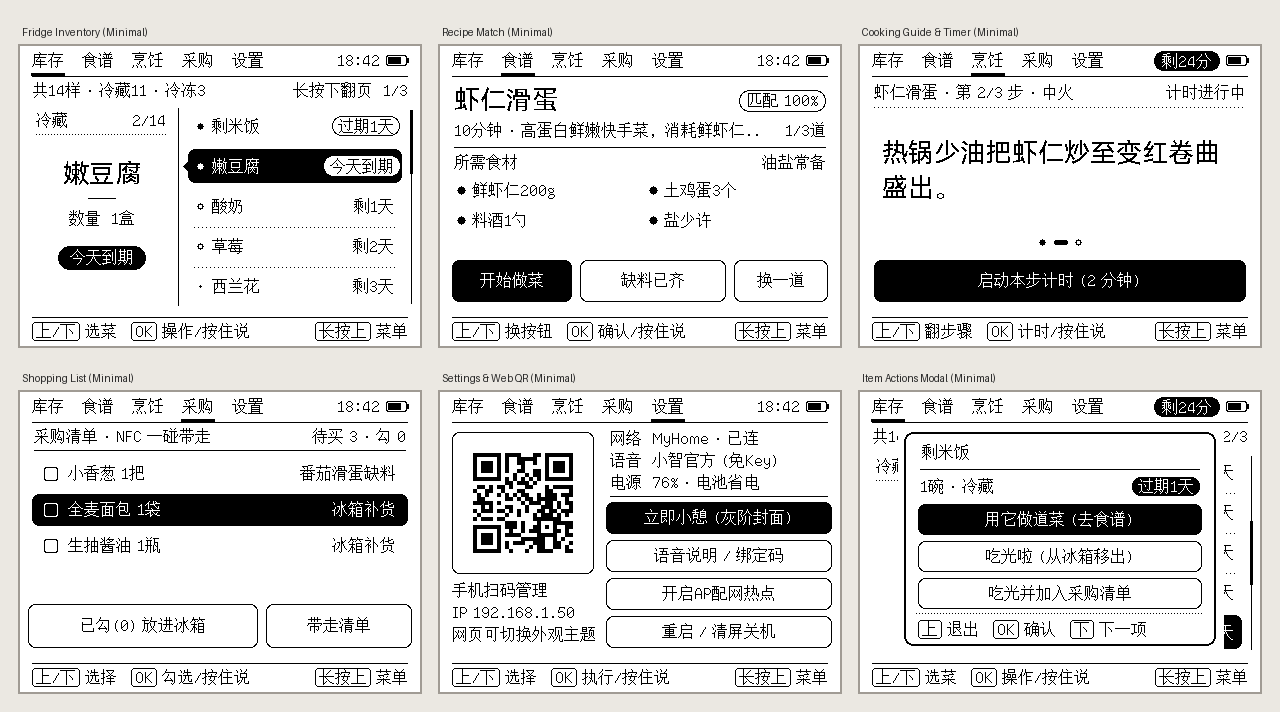 Fridge Inventory (Minimal)
库存 食谱 烹饪 采购 设置 18:42
共14样 · 冷藏11 · 冷冻3 长按下翻页 1/3
冷藏 2/14
嫩豆腐
数量 1盒
今天到期
剩米饭 过期1天
嫩豆腐 今天到期
酸奶 剩1天
草莓 剩2天
西兰花 剩3天
上/下 选菜 OK 操作/按住说 长按上 菜单
Recipe Match (Minimal)
库存 食谱 烹饪 采购 设置 18:42
虾仁滑蛋 匹配 100%
10分钟 · 高蛋白鲜嫩快手菜，消耗鲜虾仁.. 1/3道
所需食材 油盐常备
鲜虾仁200g 土鸡蛋3个
料酒1勺 盐少许
开始做菜 缺料已齐 换一道
上/下 换按钮 OK 确认/按住说 长按上 菜单
Cooking Guide & Timer (Minimal)
库存 食谱 烹饪 采购 设置 剩24分
虾仁滑蛋 · 第 2/3 步 · 中火 计时进行中
热锅少油把虾仁炒至变红卷曲
盛出。
启动本步计时 (2 分钟)
上/下 翻步骤 OK 计时/按住说 长按上 菜单
Shopping List (Minimal)
库存 食谱 烹饪 采购 设置 18:42
采购清单 · NFC 一碰带走 待买 3 · 勾 0
小香葱 1把 番茄滑蛋缺料
全麦面包 1袋 冰箱补货
生抽酱油 1瓶 冰箱补货
已勾(0) 放进冰箱 带走清单
上/下 选择 OK 勾选/按住说 长按上 菜单
Settings & Web QR (Minimal)
库存 食谱 烹饪 采购 设置 18:42
手机扫码管理
IP 192.168.1.50
网页可切换外观主题
网络 MyHome · 已连
语音 小智官方 (免Key)
电源 76% · 电池省电
立即小憩 (灰阶封面)
语音说明 / 绑定码
开启AP配网热点
重启 / 清屏关机
上/下 选择 OK 执行/按住说 长按上 菜单
Item Actions Modal (Minimal)
库存 食谱 烹饪 采购 设置 剩24分
共1 2/3
冷 天
天
天
天
剩米饭
1碗 · 冷藏 过期1天
用它做道菜 (去食谱)
吃光啦 (从冰箱移出)
吃光并加入采购清单
上 退出 OK 确认 下 下一项
上/下 选菜 OK 操作/按住说 长按上 菜单